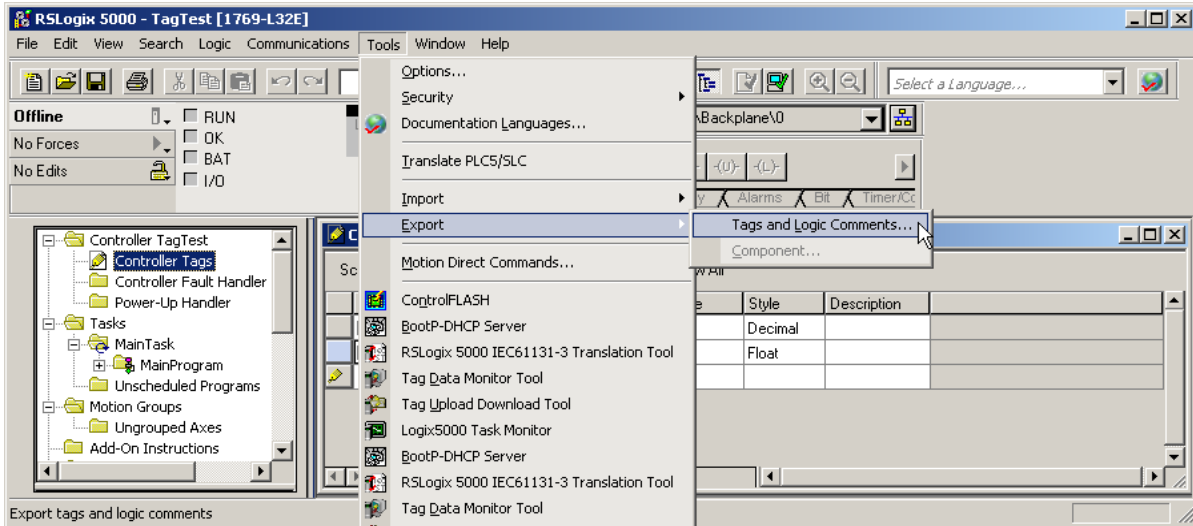 RSLogix 5000 - TagTest [1769-L32E]
File Edit View Search Logic Communications Tools Window Help
Select a Language...
Offline
RUN
No Forces
OK
No Edits
BAT
I/O
\Backplane\0
-(U)- -(L)-
Alarms Bit Timer/Cc
Options...
Security
Documentation Languages...
Translate PLC5/SLC
Import
Export
Motion Direct Commands...
ControlFLASH
BootP-DHCP Server
RSLogix 5000 IEC61131-3 Translation Tool
Tag Data Monitor Tool
Tag Upload Download Tool
Logix5000 Task Monitor
BootP-DHCP Server
RSLogix 5000 IEC61131-3 Translation Tool
Tag Data Monitor Tool
Tags and Logic Comments...
Component...
Controller TagTest
Controller Tags
Controller Fault Handler
Power-Up Handler
Tasks
MainTask
MainProgram
Unscheduled Programs
Motion Groups
Ungrouped Axes
Add-On Instructions
Style Description
Decimal
Float
Export tags and logic comments